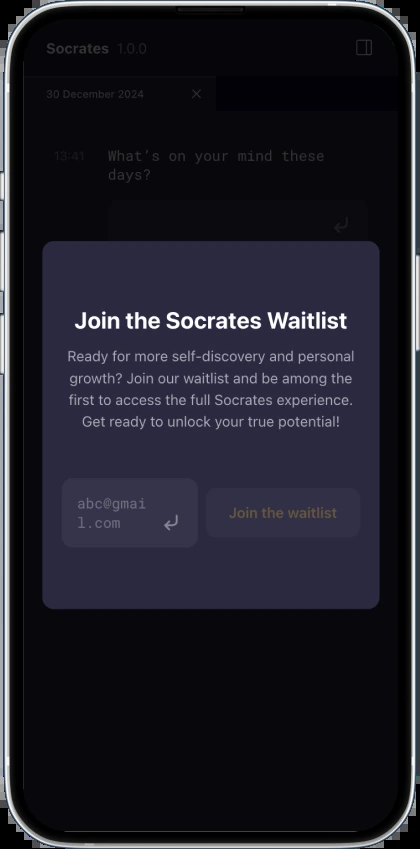 Socrates 1.0.0
30 December 2024
13:41 What's on your mind these
days?
Join the Socrates Waitlist
Ready for more self-discovery and personal
growth? Join our waitlist and be among the
first to access the full Socrates experience.
Get ready to unlock your true potential!
abc@gmai
l.com
Join the waitlist